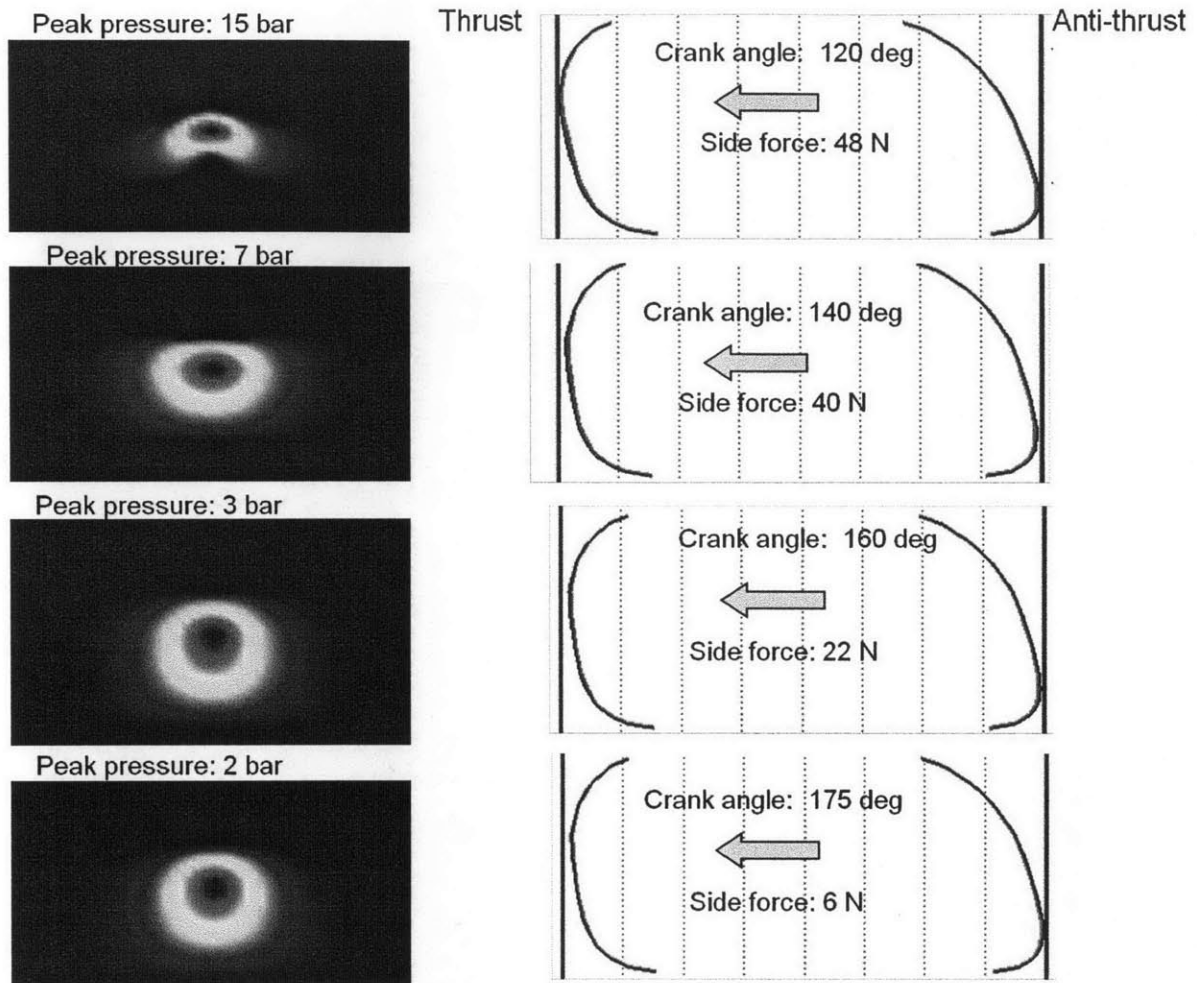 Peak pressure: 15 bar
Thrust
Anti-thrust
Crank angle: 120 deg
Side force: 48 N
Peak pressure: 7 bar
Crank angle: 140 deg
Side force: 40 N
Peak pressure: 3 bar
Crank angle: 160 deg
Side force: 22 N
Peak pressure: 2 bar
Crank angle: 175 deg
Side force: 6 N